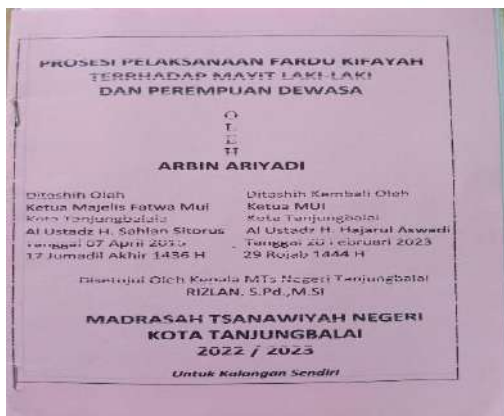 PROSESI PELAKSANAAN FARDU KIFAYAH
TERRHADAP MAYIT LAKI-LAKI
DAN PEREMPUAN DEWASA
O
L
E
H
ARBIN ARIYADI
Ditashih Olah
Ketua Majelis Fatwa Mui
Kota Tanjungbalala
Al Ustadz H. Sahlan Sitorus
Tanggal 07 April 2015
17 Jumadil Akhir 1436 H
Ditashih Kembali Oleh
Ketua MUI
Kota Tanjungbalai
Al Ustadz H. Hajarul Aswadi
Tanggal 20 Februari 2023
29 Rojab 1444 H
Disetujui Oleh Kepala MTs Negeri Tanjungbalai
RIZLAN, S.Pd.,M.SI
MADRASAH TSANAWIYAH NEGERI
KOTA TANJUNGBALAI
2022 / 2023
Untuk Kalangan Sendiri